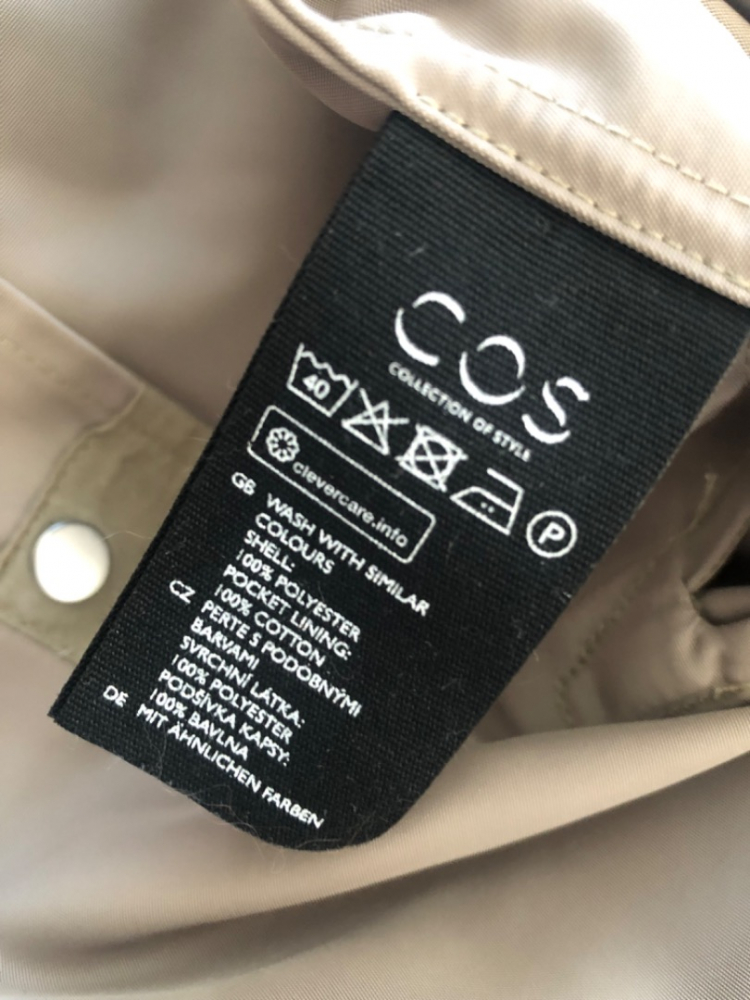 COS
COLLECTION OF STYLE
40
P
clevercare.info
GB WASH WITH SIMILAR
COLOURS
SHELL:
100% POLYESTER
POCKET LINING:
100% COTTON
CZ PERTE S PODOBNÝMI
BARVAMI
SVRCHNÍ LÁTKA:
100% POLYESTER
PODŠÍVKA KAPSY:
100% BAVLNA
DE MIT ÄHNLICHEN FARBEN